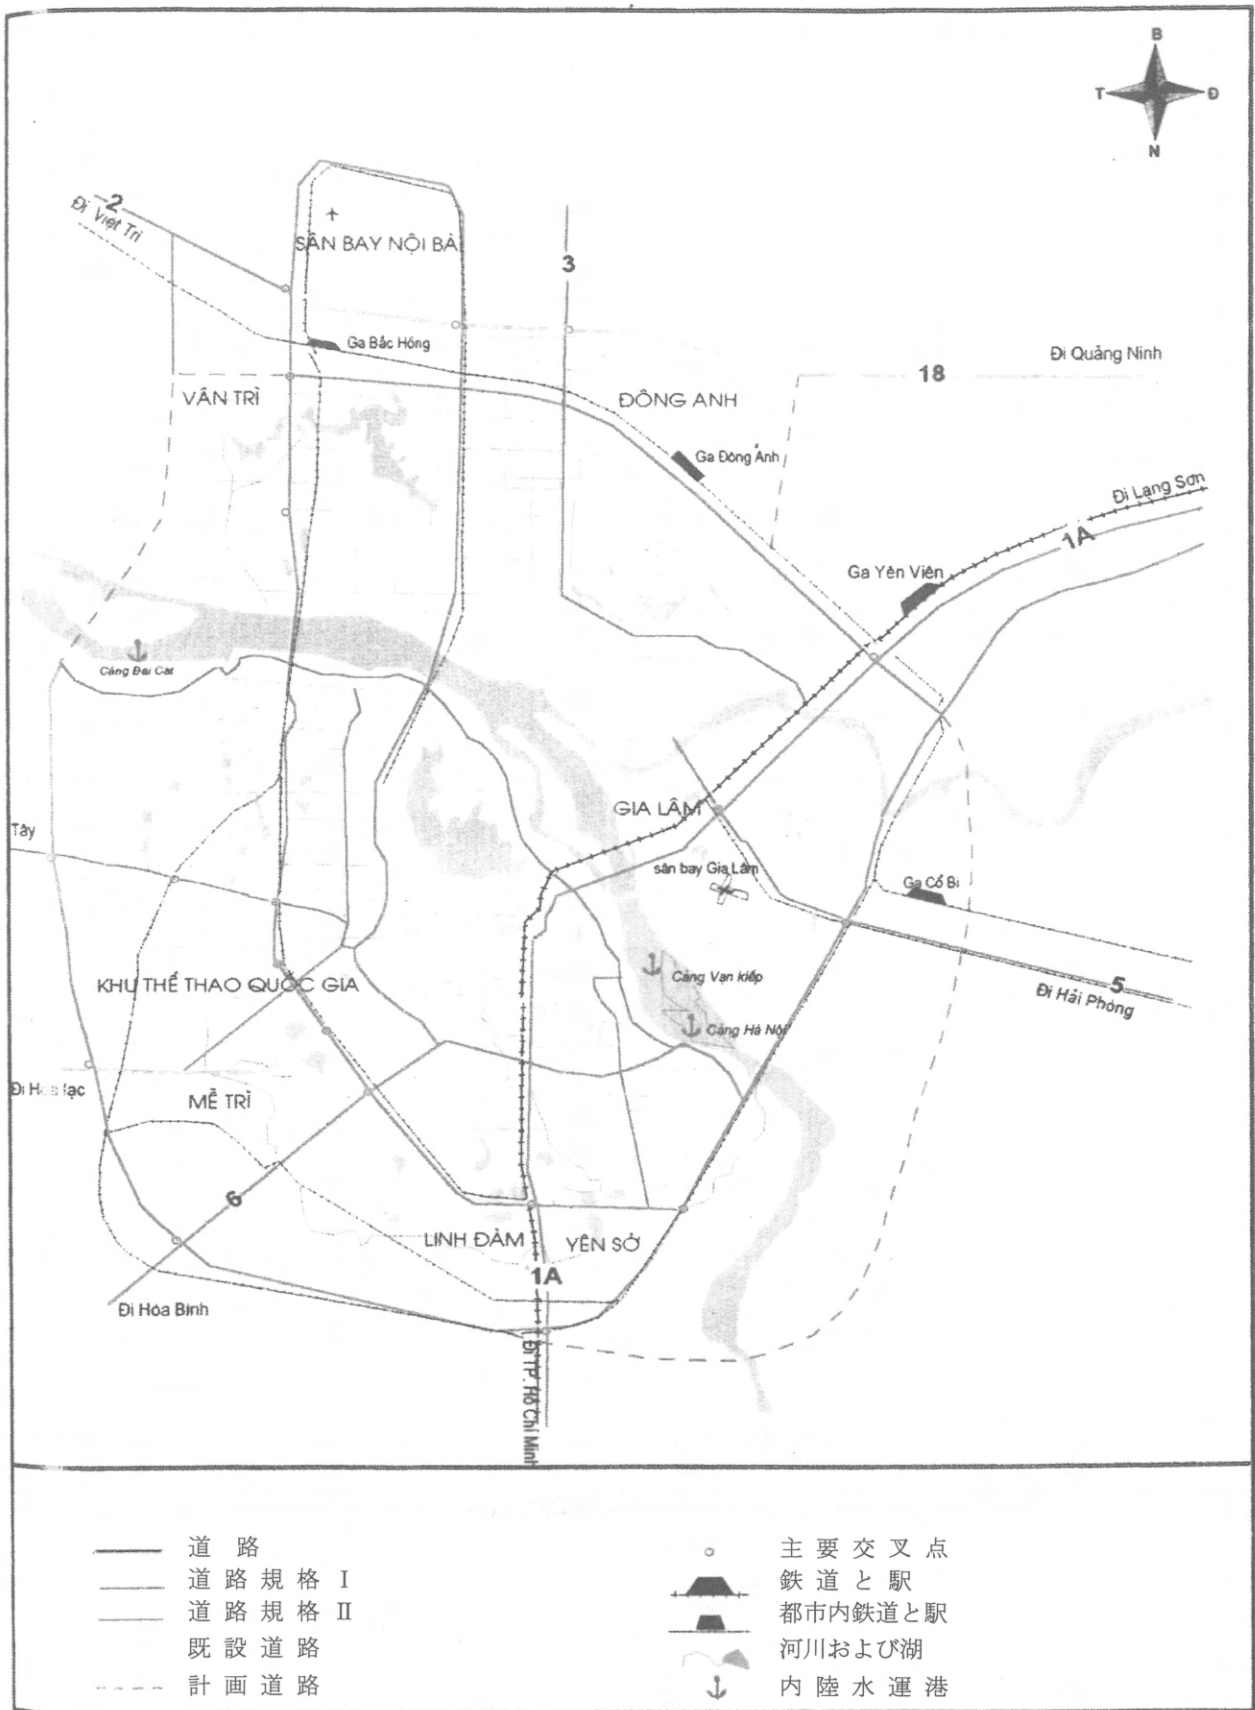 B
T
Đ
N
2
Đi Việt Trì
SÂN BAY NỘI BÀ
3
Ga Bắc Hồng
Đi Quảng Ninh
18
VÂN TRÌ
ĐÔNG ANH
Ga Đông Anh
Đi Lạng Sơn
1A
Ga Yên Viên
Cảng Đại Cát
GIA LÂM
Tây
sân bay Gia Lâm
Ga Cổ Bi
Cảng Vạn kiếp
KHU THỂ THAO QUỐC GIA
5
Đi Hải Phòng
Cảng Hà Nội
Đi Hoà lạc
MỄ TRÌ
6
LINH ĐÀM
YÊN SỞ
1A
Đi Hòa Bình
Đi TP. Hồ Chí Minh
道路
道路規格 I
道路規格 II
既設道路
計画道路
主要交叉点
鉄道と駅
都市内鉄道と駅
河川および湖
内陸水運港